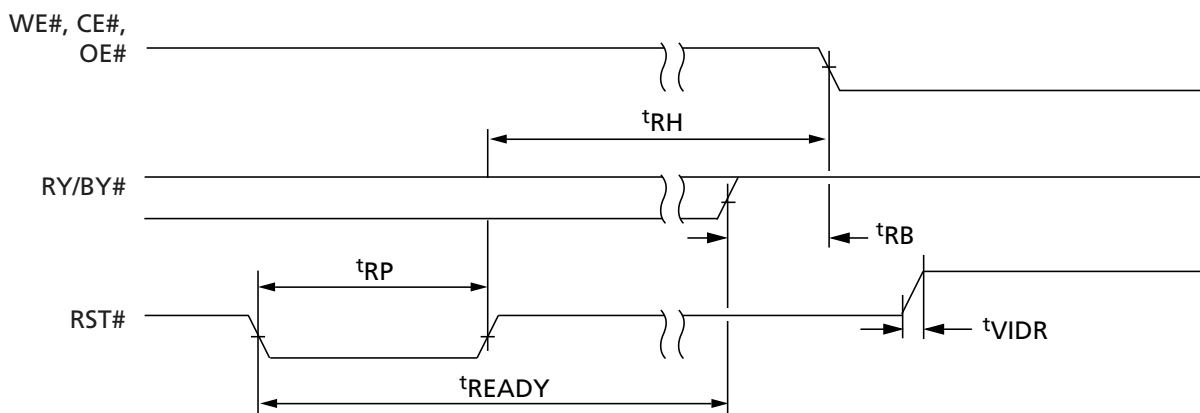 WE#, CE#,
OE#
tRH
RY/BY#
tRB
tRP
RST#
tVIDR
tREADY